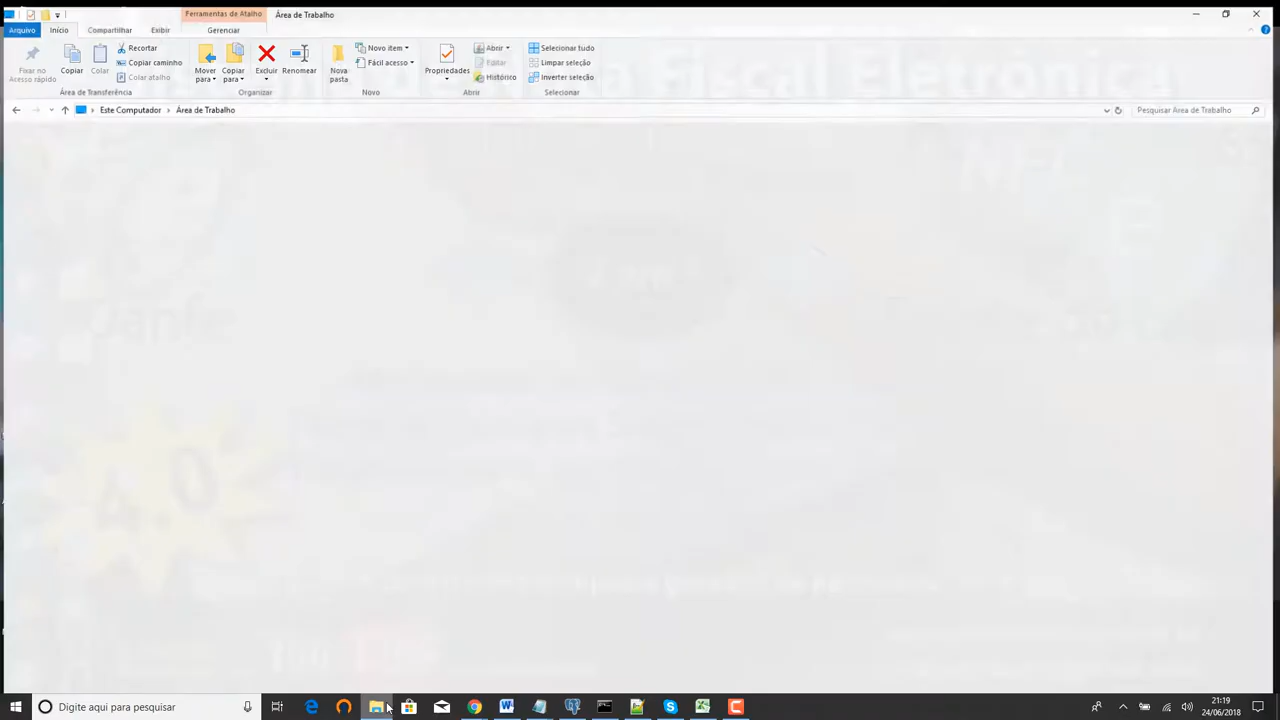 Ferramentas de Atalho
Área de Trabalho
Arquivo
Início
Compartilhar
Exibir
Gerenciar
Fixar no Acesso rápido
Copiar
Colar
Recortar
Copiar caminho
Colar atalho
Área de Transferência
Mover para
Copiar para
Excluir
Renomear
Organizar
Nova pasta
Novo item
Fácil acesso
Novo
Propriedades
Abrir
Editar
Histórico
Abrir
Selecionar tudo
Limpar seleção
Inverter seleção
Selecionar
Este Computador > Área de Trabalho
Pesquisar Área de Trabalho
4.0
Digite aqui para pesquisar
21:19
24/06/2018